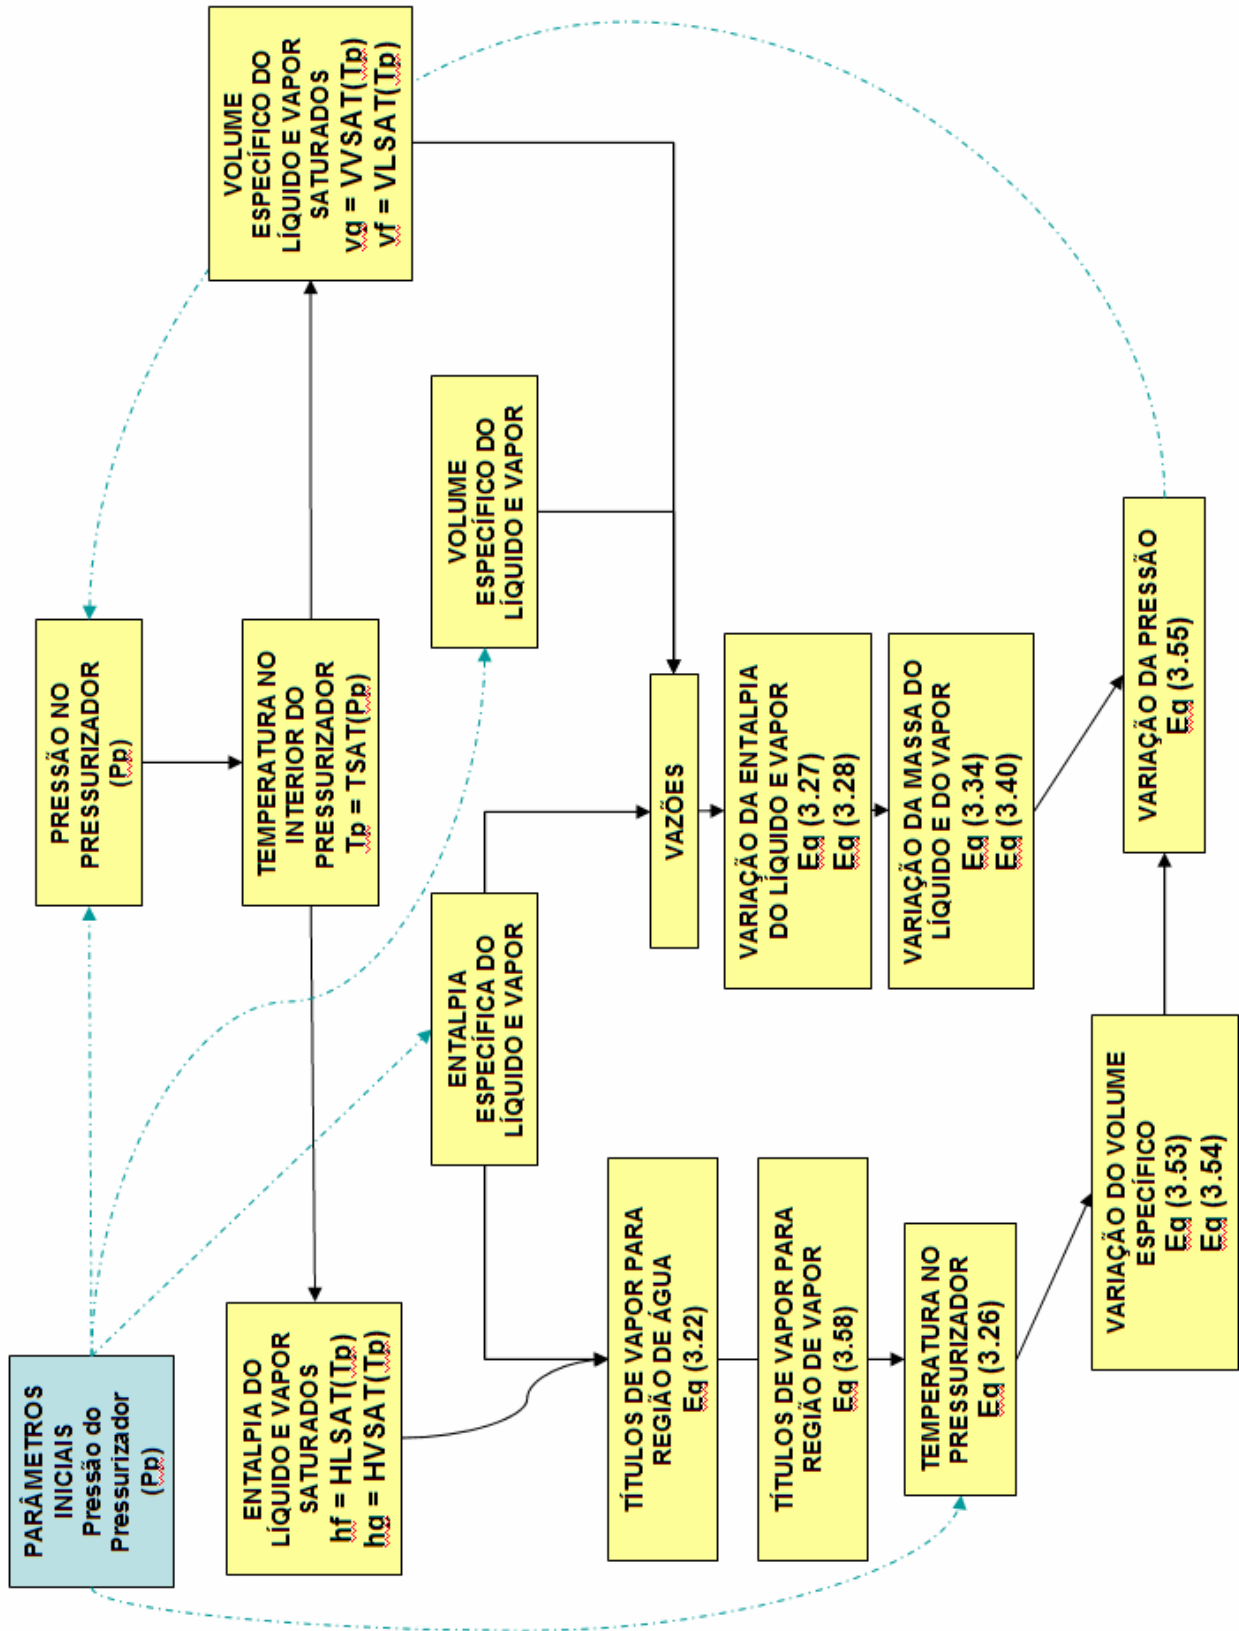 PARÂMETROS
INICIAIS
Pressão do
Pressurizador
(Pp)
PRESSÃO NO
PRESSURIZADOR
(Pp)
ENTALPIA DO
LÍQUIDO E VAPOR
SATURADOS
hf = HLSAT(Tp)
hg = HVSAT(Tp)
TEMPERATURA NO
INTERIOR DO
PRESSURIZADOR
Tp = TSAT(Pp)
VOLUME
ESPECÍFICO DO
LÍQUIDO E VAPOR
SATURADOS
vg = VVSAT(Tp)
vf = VLSAT(Tp)
ENTALPIA
ESPECÍFICA DO
LÍQUIDO E VAPOR
VOLUME
ESPECÍFICO DO
LÍQUIDO E VAPOR
TÍTULOS DE VAPOR PARA
REGIÃO DE ÁGUA
Eq (3.22)
VAZÕES
TÍTULOS DE VAPOR PARA
REGIÃO DE VAPOR
Eq (3.58)
VARIAÇÃO DA ENTALPIA
DO LÍQUIDO E VAPOR
Eq (3.27)
Eq (3.28)
TEMPERATURA NO
PRESSURIZADOR
Eq (3.26)
VARIAÇÃO DA MASSA DO
LÍQUIDO E DO VAPOR
Eq (3.34)
Eq (3.40)
VARIAÇÃO DO VOLUME
ESPECÍFICO
Eq (3.53)
Eq (3.54)
VARIAÇÃO DA PRESSÃO
Eq (3.55)